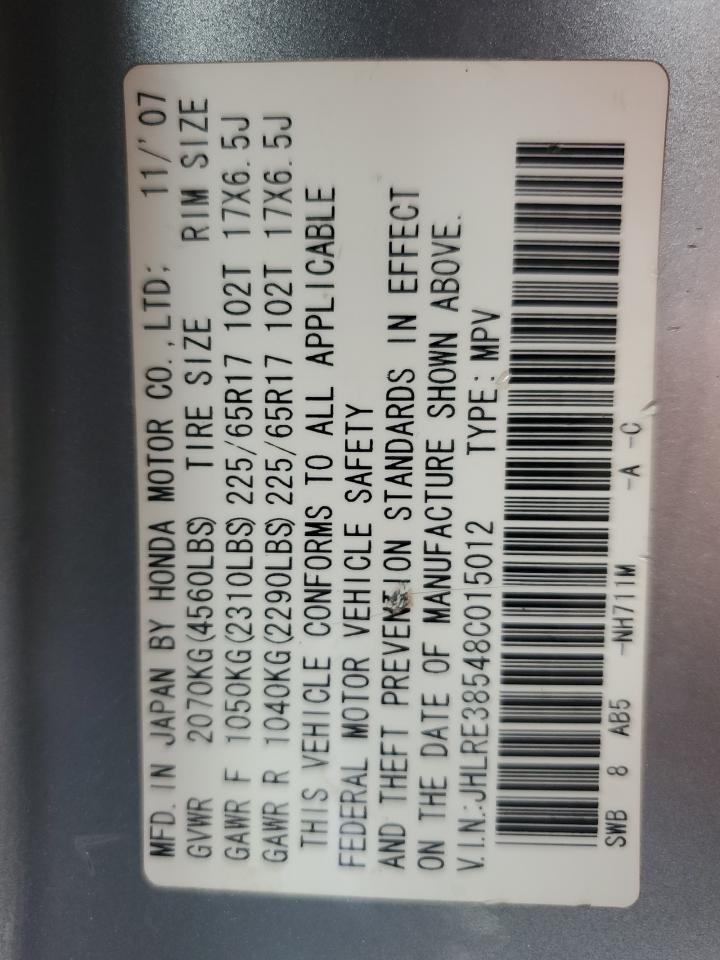 MFD. IN JAPAN BY HONDA MOTOR CO., LTD; 11/'07
GVWR 2070KG(4560LBS) TIRE SIZE RIM SIZE
GAWR F 1050KG(2310LBS) 225/65R17 102T 17X6.5J
GAWR R 1040KG(2290LBS) 225/65R17 102T 17X6.5J
THIS VEHICLE CONFORMS TO ALL APPLICABLE
FEDERAL MOTOR VEHICLE SAFETY
AND THEFT PREVENTION STANDARDS IN EFFECT
ON THE DATE OF MANUFACTURE SHOWN ABOVE.
V.I.N.:JHLRE38548C015012 TYPE: MPV
SWB 8 AB5 -NH711M -A -C